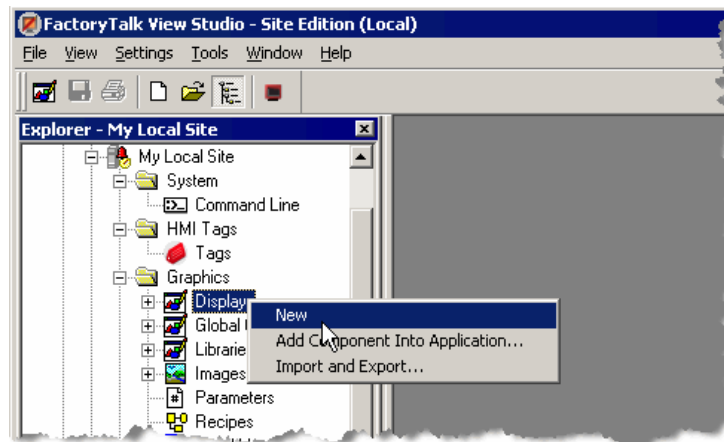 FactoryTalk View Studio - Site Edition (Local)
File View Settings Tools Window Help
Explorer - My Local Site
My Local Site
System
Command Line
HMI Tags
Tags
Graphics
Display
New
Global
Add Component Into Application...
Librarie
Images
Import and Export...
Parameters
Recipes